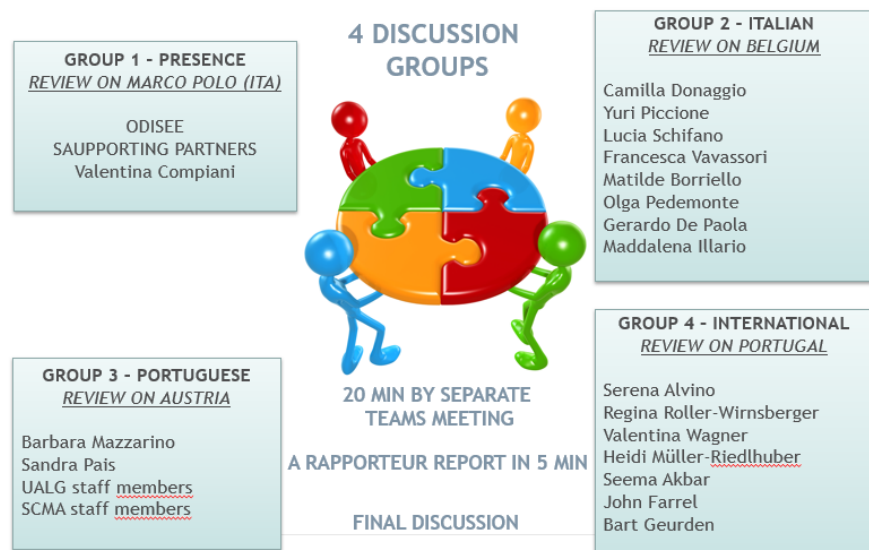 4 DISCUSSION
GROUPS
GROUP 1 – PRESENCE
REVIEW ON MARCO POLO (ITA)
ODISEE
SAUPPORTING PARTNERS
Valentina Compiani
GROUP 2 – ITALIAN
REVIEW ON BELGIUM
Camilla Donaggio
Yuri Piccione
Lucia Schifano
Francesca Vavassori
Matilde Borriello
Olga Pedemonte
Gerardo De Paola
Maddalena Illario
GROUP 3 – PORTUGUESE
REVIEW ON AUSTRIA
Barbara Mazzarino
Sandra Pais
UALG staff members
SCMA staff members
GROUP 4 – INTERNATIONAL
REVIEW ON PORTUGAL
Serena Alvino
Regina Roller-Wirnsberger
Valentina Wagner
Heidi Müller-Riedlhuber
Seema Akbar
John Farrel
Bart Geurden
20 MIN BY SEPARATE
TEAMS MEETING
A RAPPORTEUR REPORT IN 5 MIN
FINAL DISCUSSION